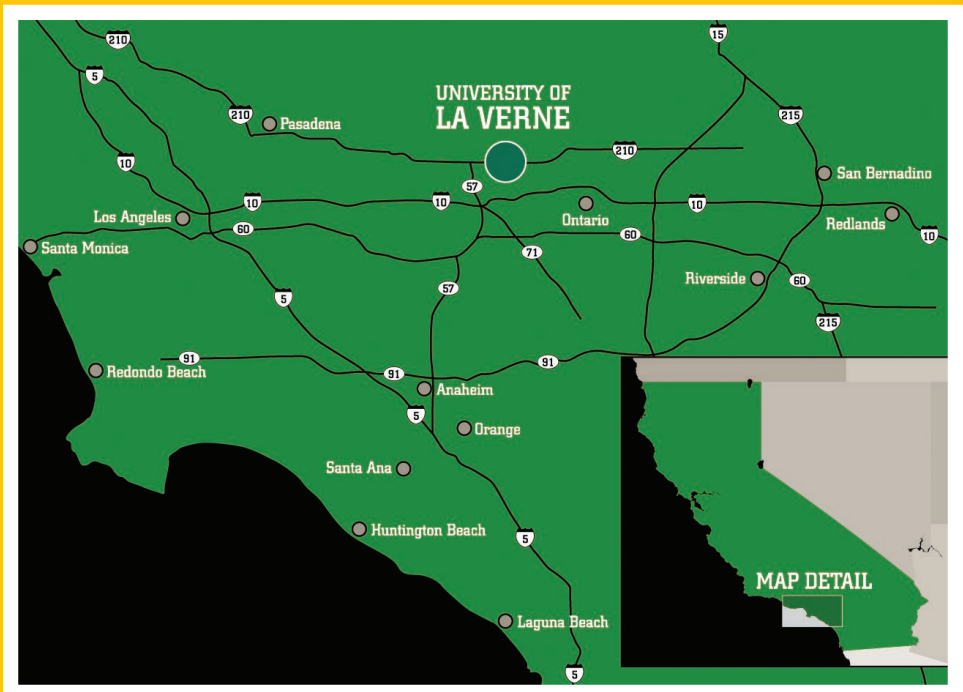 210
15
5
UNIVERSITY OF
LA VERNE
210
Pasadena
215
10
210
San Bernadino
57
10
10
10
Los Angeles
Ontario
Redlands
60
60
10
Santa Monica
71
Riverside
60
57
5
215
91
91
91
Redondo Beach
Anaheim
5
Orange
Santa Ana
Huntington Beach
5
MAP DETAIL
Laguna Beach
5